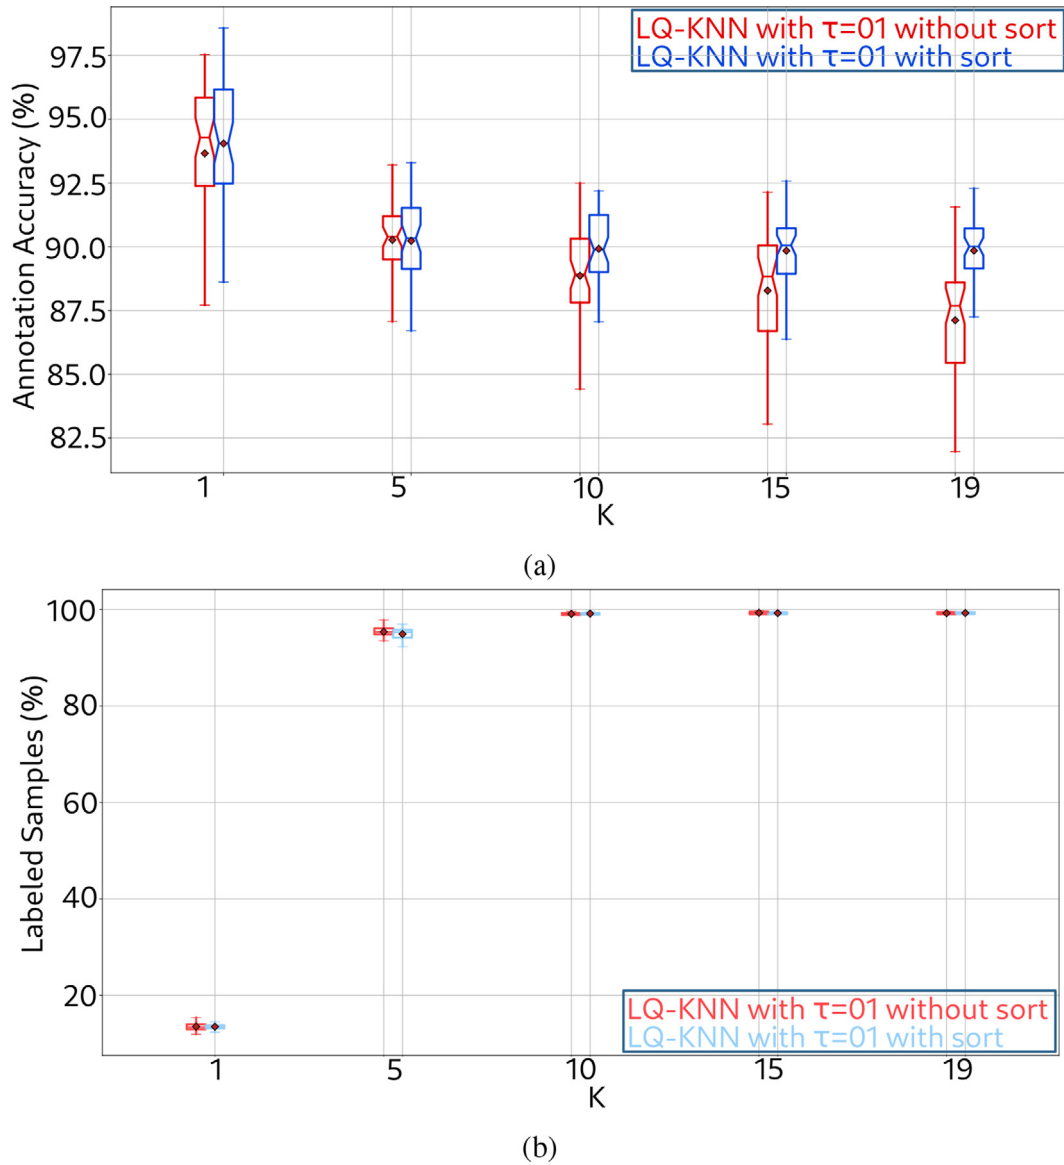 LQ-KNN with τ=01 without sort
LQ-KNN with τ=01 with sort
Annotation Accuracy (%)
97.5
95.0
92.5
90.0
87.5
85.0
82.5
1 5 10 15 19
K
(a)
Labeled Samples (%)
100
80
60
40
20
LQ-KNN with τ=01 without sort
LQ-KNN with τ=01 with sort
1 5 10 15 19
K
(b)